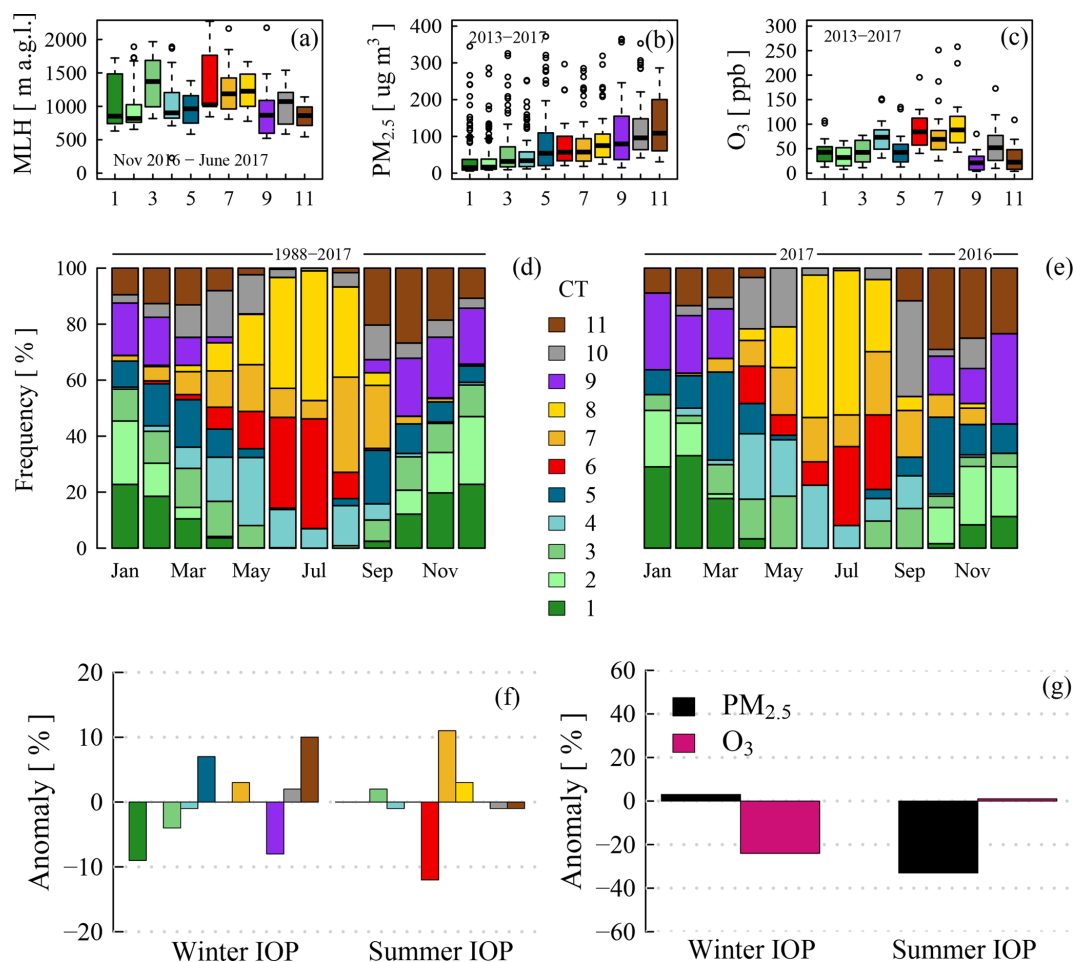 (a)
MLH [ m a.g.l. ]
2000
1500
1000
500
0
Nov 2016 − June 2017
1 3 5 7 9 11
(b)
PM2.5 [ ug m3 ]
2013−2017
400
300
200
100
0
1 3 5 7 9 11
(c)
O3 [ ppb ]
2013−2017
300
250
200
150
100
50
0
1 3 5 7 9 11
1988−2017
(d)
Frequency [ % ]
100
80
60
40
20
0
Jan Mar May Jul Sep Nov
CT
11
10
9
8
7
6
5
4
3
2
1
2017
2016
(e)
Jan Mar May Jul Sep Nov
(f)
Anomaly [ % ]
20
10
0
−10
−20
Winter IOP Summer IOP
(g)
Anomaly [ % ]
60
40
20
0
−20
−40
−60
PM2.5
O3
Winter IOP Summer IOP